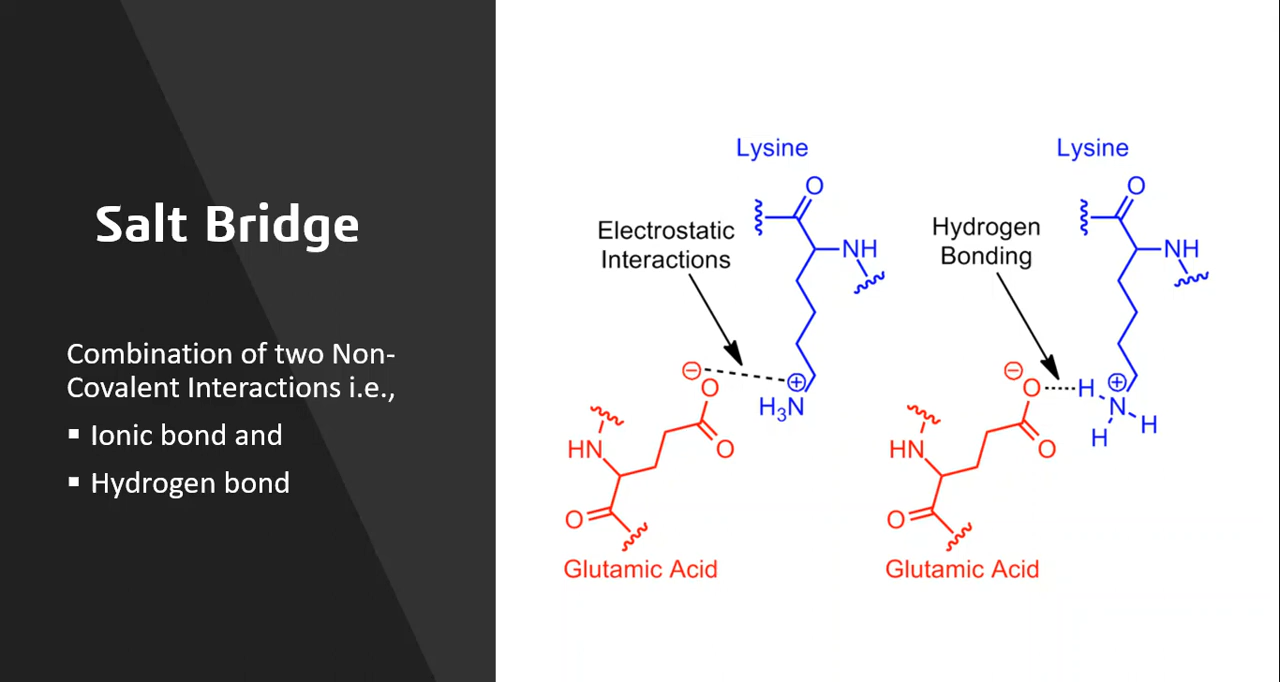 Salt Bridge
Combination of two Non-
Covalent Interactions i.e.,
▪ Ionic bond and
▪ Hydrogen bond
Lysine
O
Electrostatic
Interactions
NH
⊖
O
⊕
H₃N
HN
O
O
Glutamic Acid
Lysine
O
Hydrogen
Bonding
NH
⊖
O
H
⊕
N
H
H
HN
O
O
Glutamic Acid